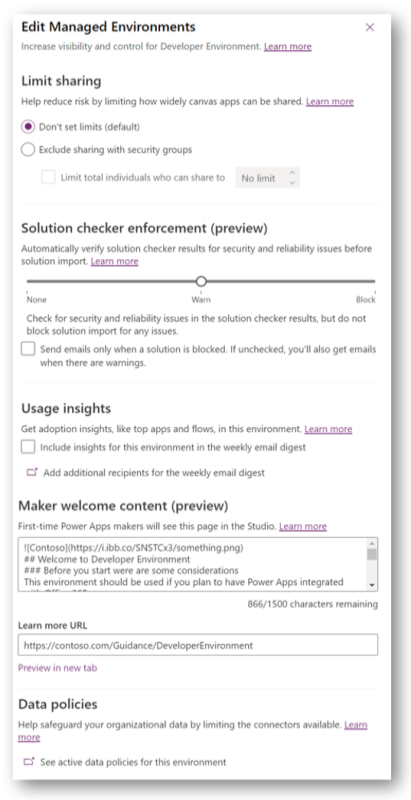 Edit Managed Environments
Increase visibility and control for Developer Environment. Learn more
Limit sharing
Help reduce risk by limiting how widely canvas apps can be shared. Learn more
Don't set limits (default)
Exclude sharing with security groups
Limit total individuals who can share to No limit
Solution checker enforcement (preview)
Automatically verify solution checker results for security and reliability issues before
solution import. Learn more
None Warn Block
Check for security and reliability issues in the solution checker results, but do not
block solution import for any issues.
Send emails only when a solution is blocked. If unchecked, you'll also get emails
when there are warnings.
Usage insights
Get adoption insights, like top apps and flows, in this environment. Learn more
Include insights for this environment in the weekly email digest
Add additional recipients for the weekly email digest
Maker welcome content (preview)
First-time Power Apps makers will see this page in the Studio. Learn more
![Contoso](https://i.ibb.co/SNSTCx3/something.png)
## Welcome to Developer Environment
### Before you start were are some considerations
This environment should be used if you plan to have Power Apps integrated
866/1500 characters remaining
Learn more URL
https://contoso.com/Guidance/DeveloperEnvironment
Preview in new tab
Data policies
Help safeguard your organizational data by limiting the connectors available. Learn
more
See active data policies for this environment